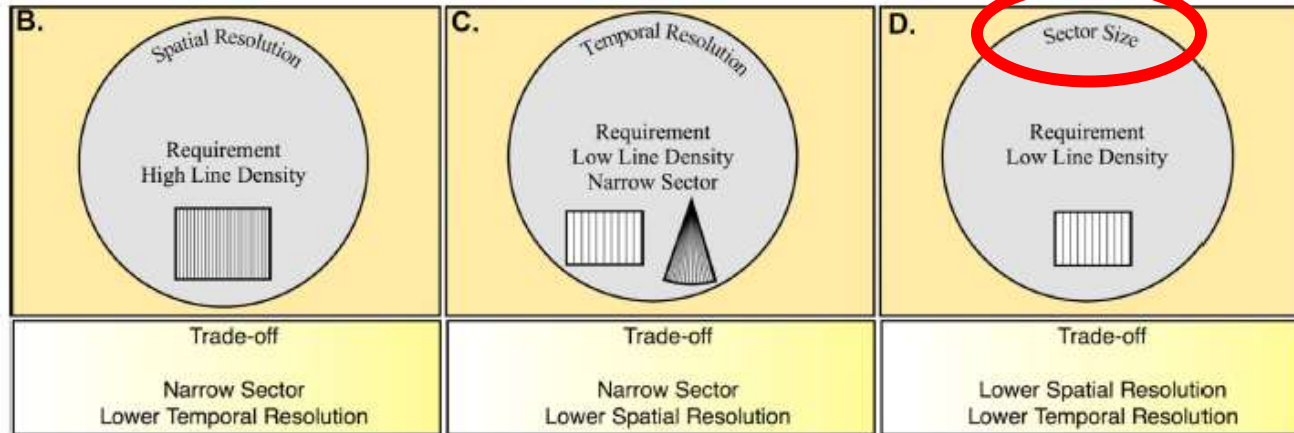 B.
Spatial Resolution
Requirement
High Line Density
Trade-off
Narrow Sector
Lower Temporal Resolution
C.
Temporal Resolution
Requirement
Low Line Density
Narrow Sector
Trade-off
Narrow Sector
Lower Spatial Resolution
D.
Sector Size
Requirement
Low Line Density
Trade-off
Lower Spatial Resolution
Lower Temporal Resolution